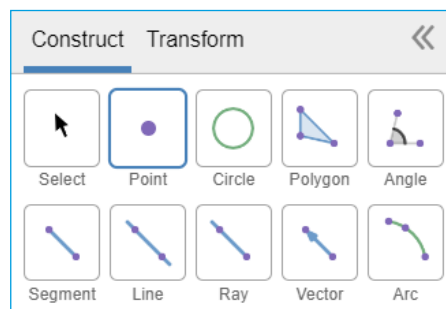 Construct Transform
Select Point Circle Polygon Angle
Segment Line Ray Vector Arc